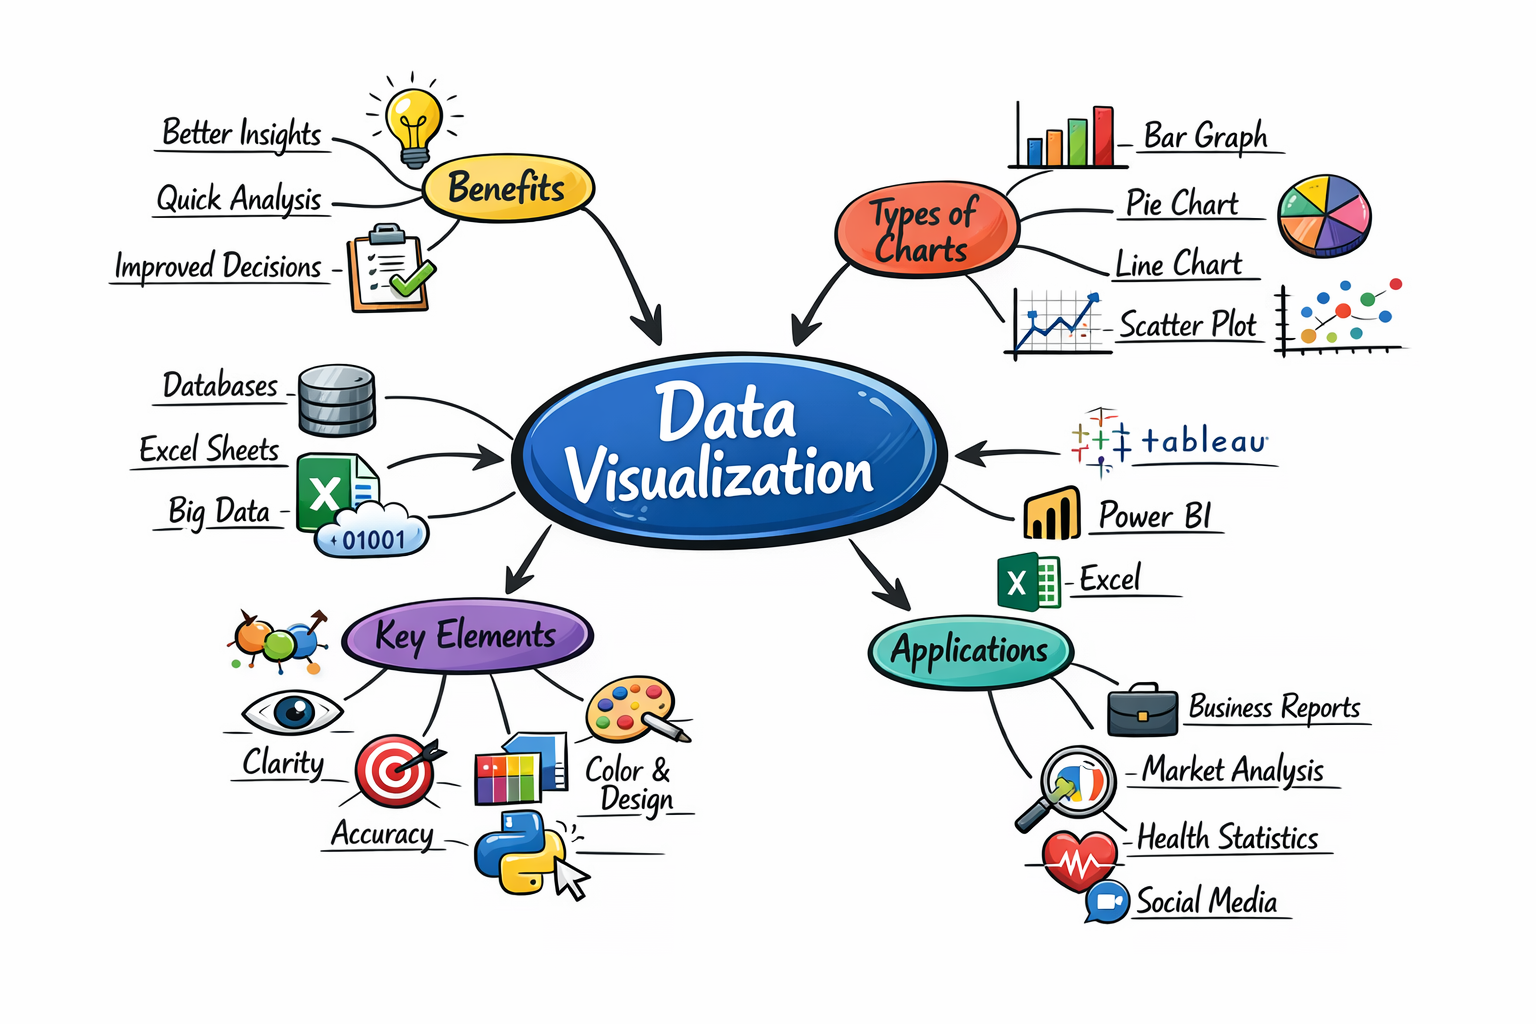 Better Insights
Quick Analysis
Improved Decisions
Benefits
Types of
Charts
Bar Graph
Pie Chart
Line Chart
Scatter Plot
Databases
Excel Sheets
X
Big Data
01001
Data
Visualization
+ableau
Power BI
X
Excel
Key Elements
Clarity
Accuracy
Color &
Design
Applications
Business Reports
Market Analysis
Health Statistics
Social Media